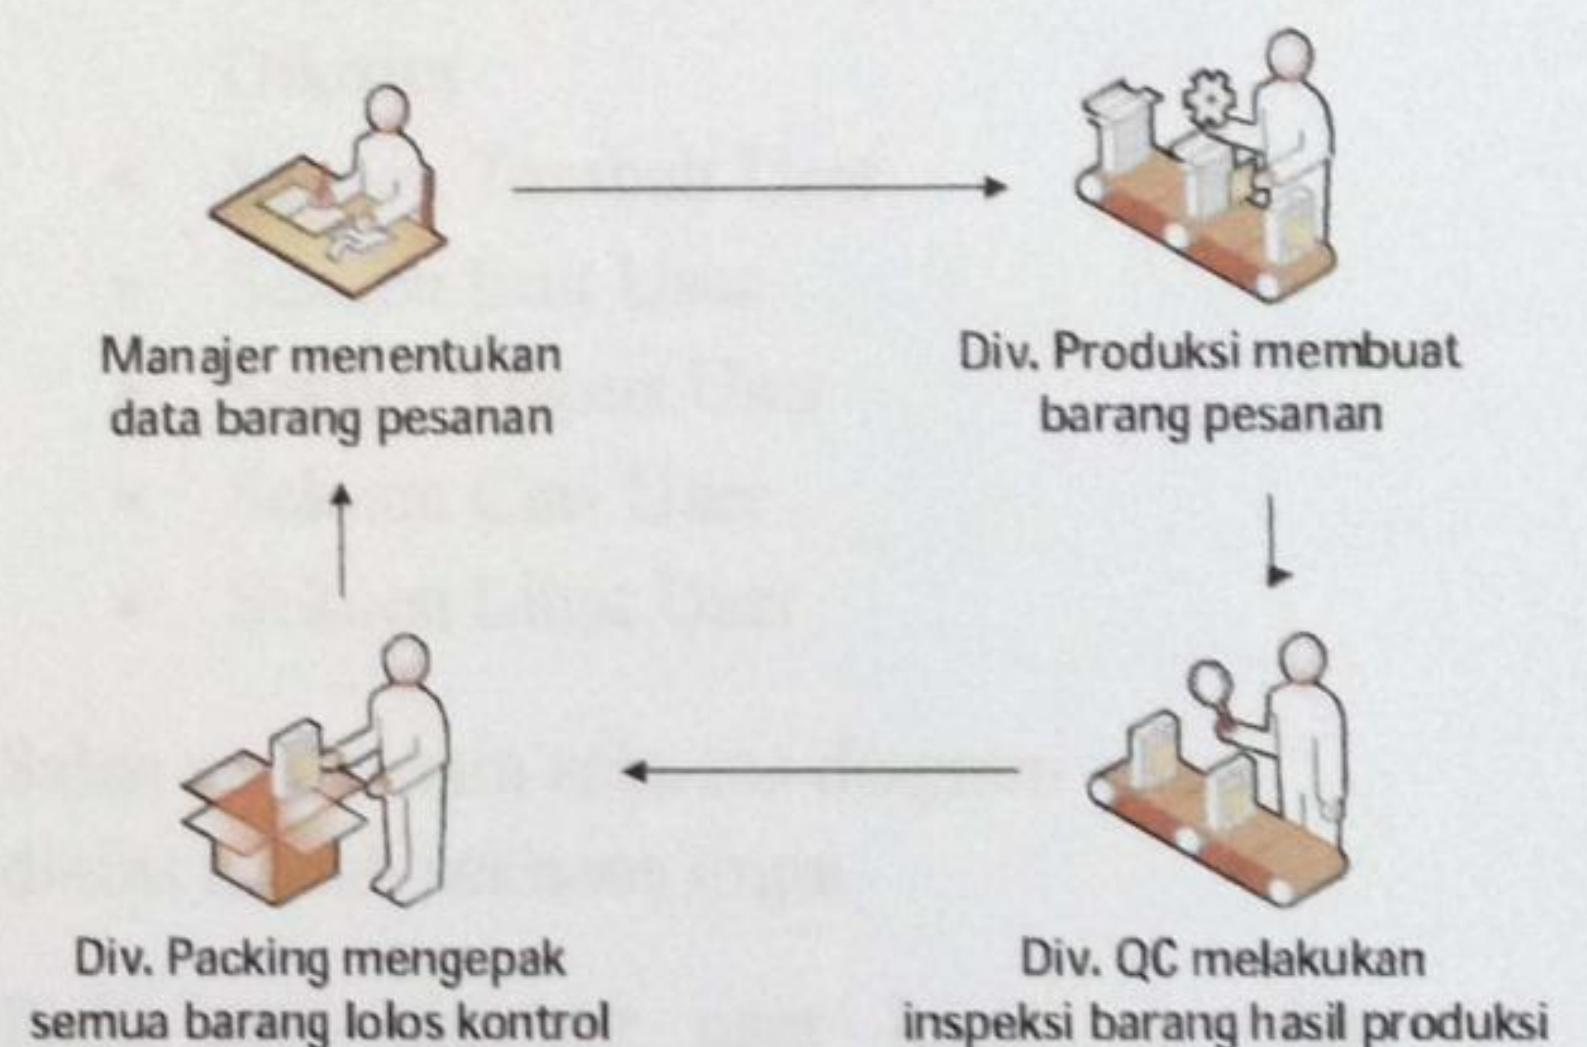 Manajer menentukan
data barang pesanan
Div. Produksi membuat
barang pesanan
Div. Packing mengepak
semua barang lolos kontrol
Div. QC melakukan
inspeksi barang hasil produksi